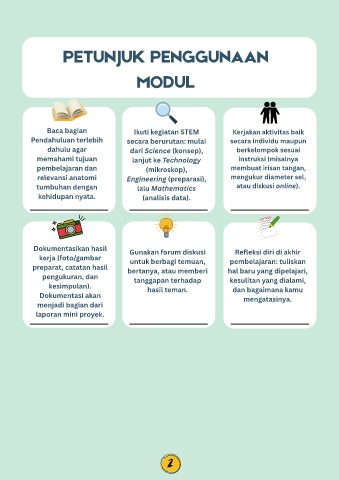 PETUNJUK PENGGUNAAN
MODUL
Baca bagian
Pendahuluan terlebih
dahulu agar
memahami tujuan
pembelajaran dan
relevansi anatomi
tumbuhan dengan
kehidupan nyata.
Ikuti kegiatan STEM
secara berurutan: mulai
dari Science (konsep),
lanjut ke Technology
(mikroskop),
Engineering (preparasi),
lalu Mathematics
(analisis data).
Kerjakan aktivitas baik
secara individu maupun
berkelompok sesuai
instruksi (misalnya
membuat irisan tangan,
mengukur diameter sel,
atau diskusi online).
Dokumentasikan hasil
kerja (foto/gambar
preparat, catatan hasil
pengukuran, dan
kesimpulan).
Dokumentasi akan
menjadi bagian dari
laporan mini proyek.
Gunakan forum diskusi
untuk berbagi temuan,
bertanya, atau memberi
tanggapan terhadap
hasil teman.
Refleksi diri di akhir
pembelajaran: tuliskan
hal baru yang dipelajari,
kesulitan yang dialami,
dan bagaimana kamu
mengatasinya.
2